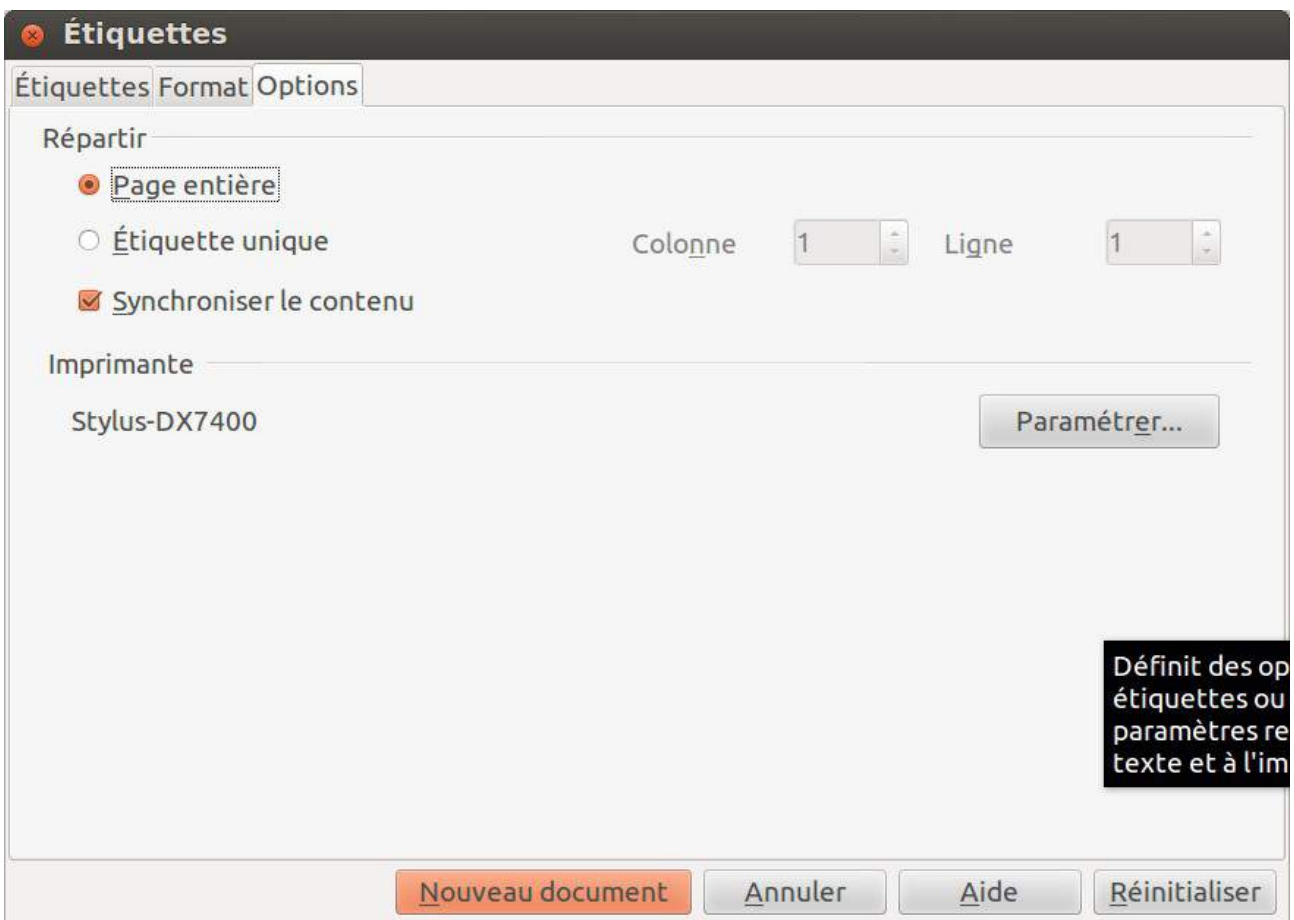 Étiquettes
Étiquettes Format Options
Répartir
Page entière
Étiquette unique Colonne 1 Ligne 1
Synchroniser le contenu
Imprimante
Stylus-DX7400 Paramétrer...
Définit des op
étiquettes ou
paramètres re
texte et à l'im
Nouveau document Annuler Aide Réinitialiser